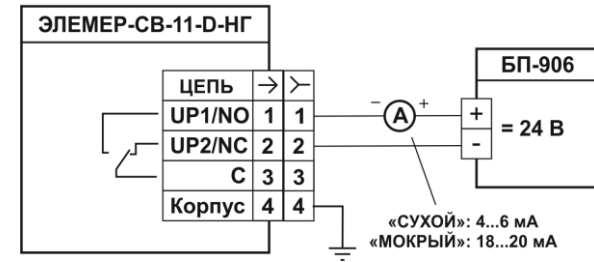 ЭЛЕМЕР-СВ-11-D-НГ
БП-906
ЦЕПЬ
UP1/NO 1 1
− А +
+
= 24 В
UP2/NC 2 2
-
С 3 3
Корпус 4 4
«СУХОЙ»: 4...6 мА
«МОКРЫЙ»: 18...20 мА